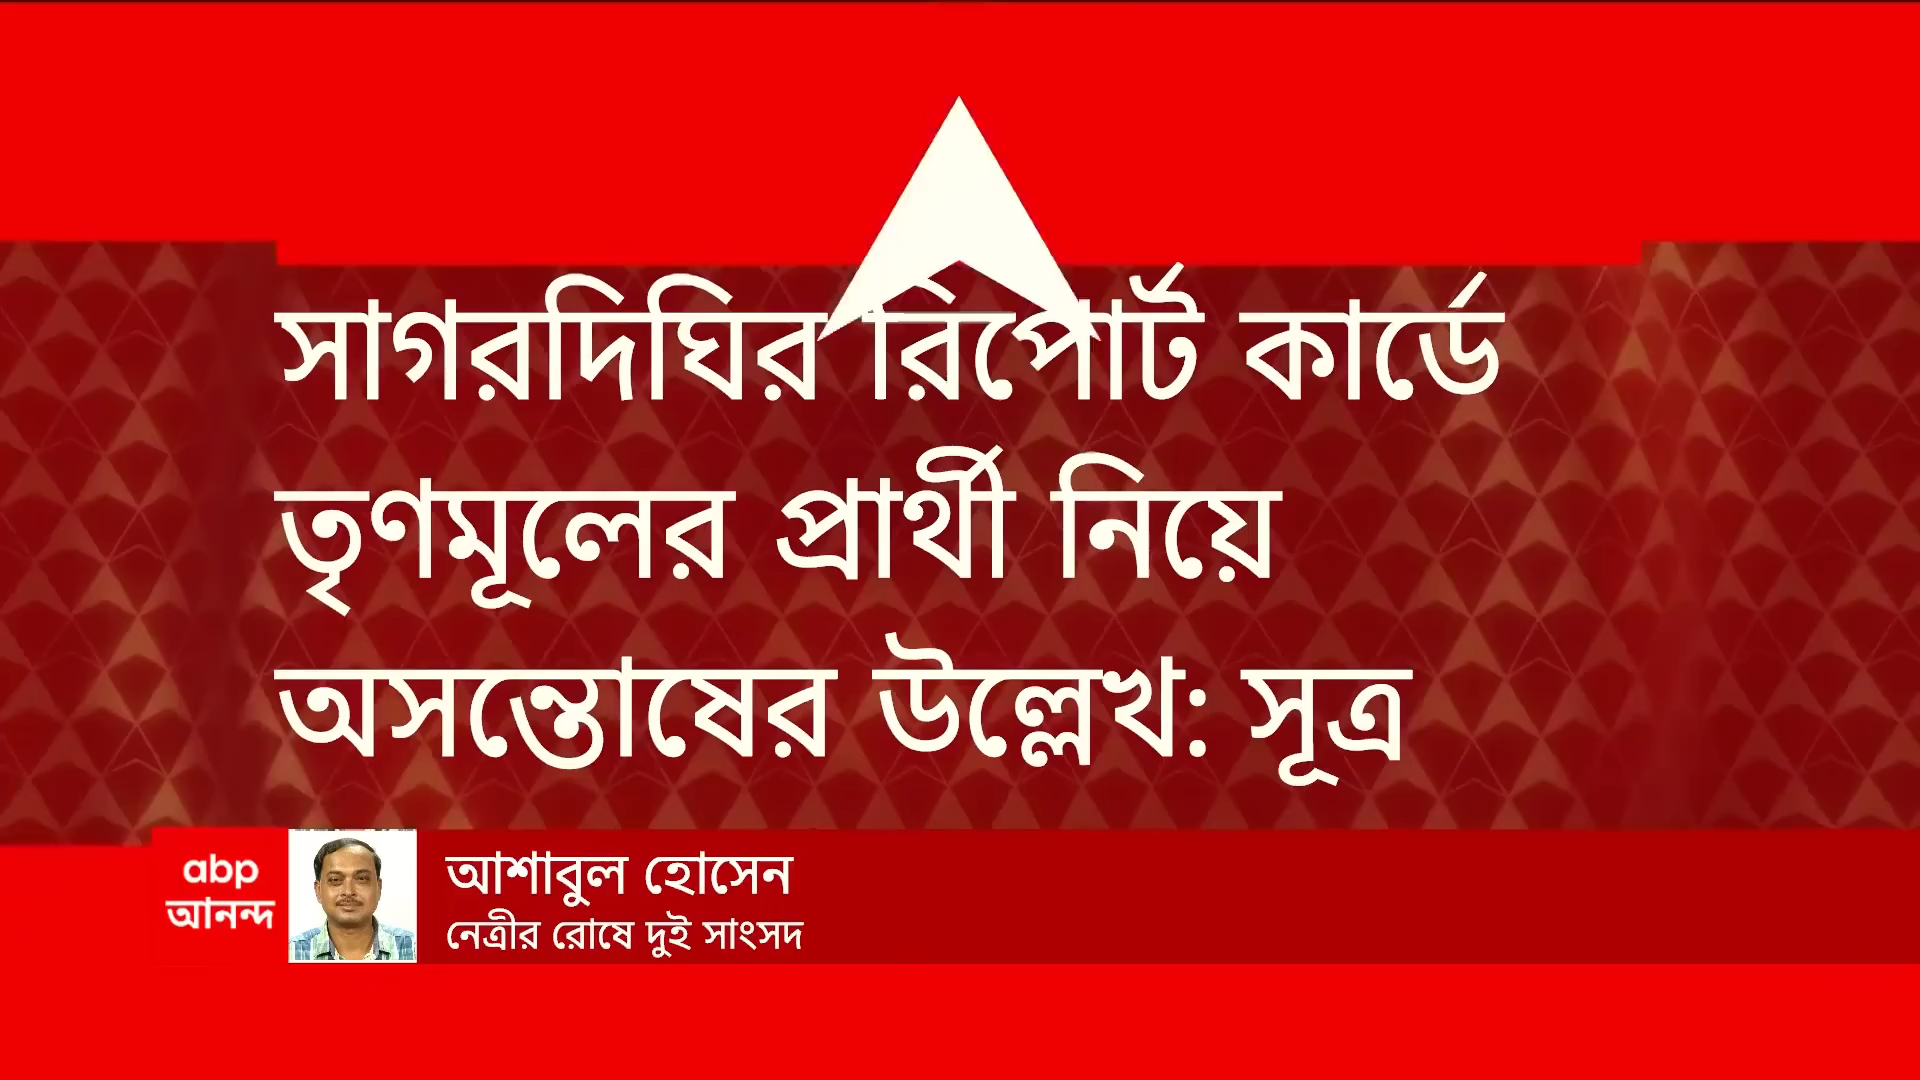 সাগরদিঘির রিপোর্ট কার্ডে
তৃণমূলের প্রার্থী নিয়ে
অসন্তোষের উল্লেখ: সূত্র
abp
আনন্দ
আশাবুল হোসেন
নেত্রীর রোষে দুই সাংসদ